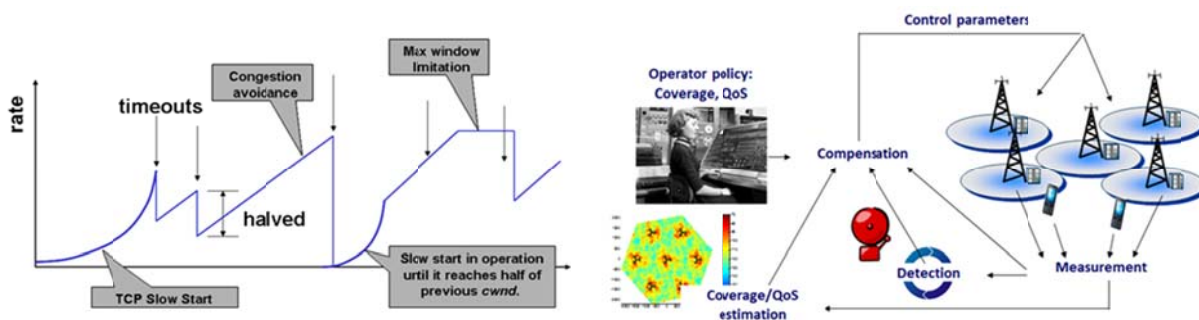 rate
timeouts
Congestion
avoicance
Max window
lmitation
halved
TCP Slow Start
Slow start in operation
until it reaches half of
previous cwnd.
Control parameters
Operator policy:
Coverage, QoS
Compensation
Detection
Measurement
Coverage/QoS
estimation